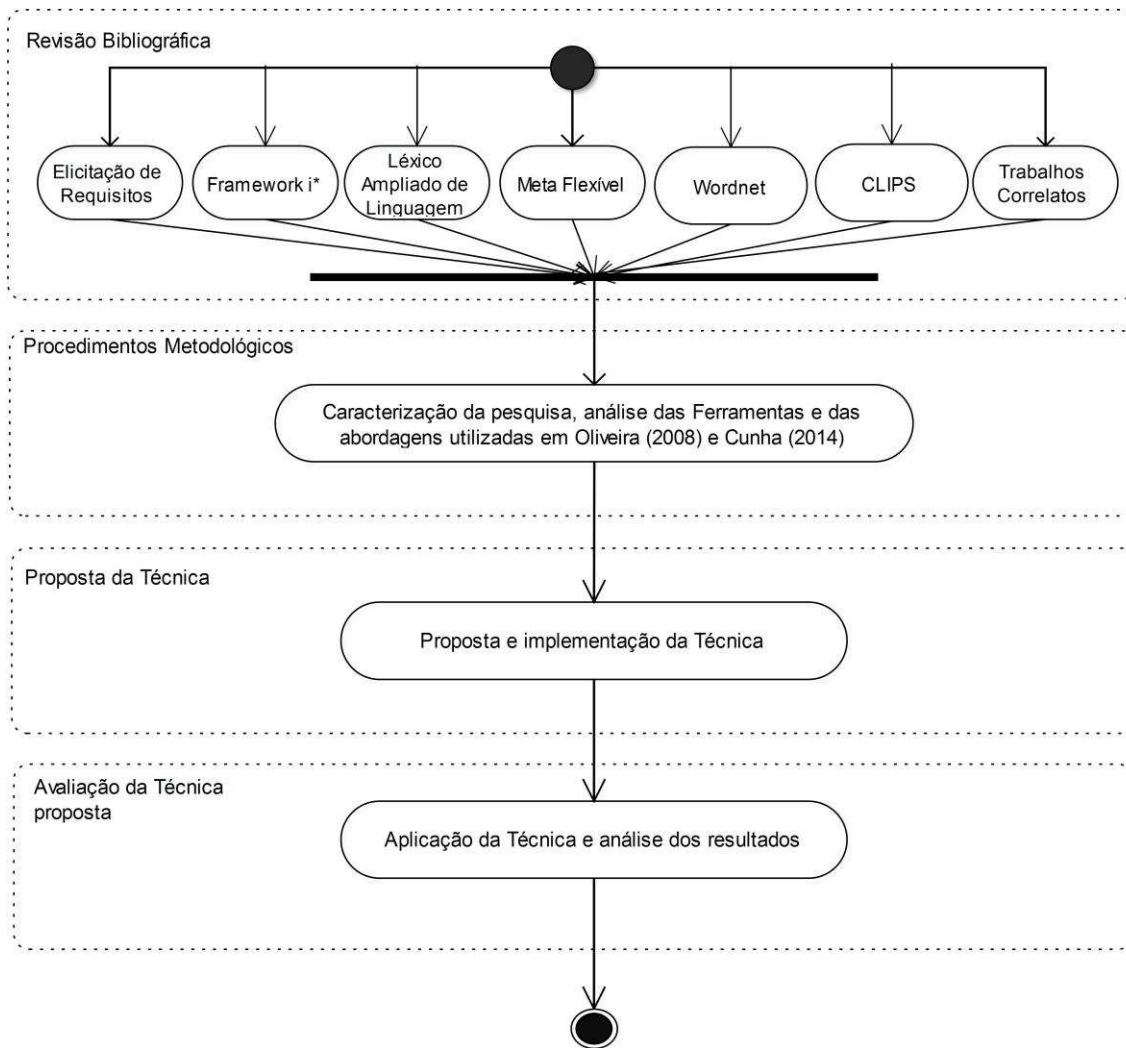 Revisão Bibliográfica
Elicitação de
Requisitos
Framework i*
Léxico
Ampliado de
Linguagem
Meta Flexível
Wordnet
CLIPS
Trabalhos
Correlatos
Procedimentos Metodológicos
Caracterização da pesquisa, análise das Ferramentas e das
abordagens utilizadas em Oliveira (2008) e Cunha (2014)
Proposta da Técnica
Proposta e implementação da Técnica
Avaliação da Técnica
proposta
Aplicação da Técnica e análise dos resultados